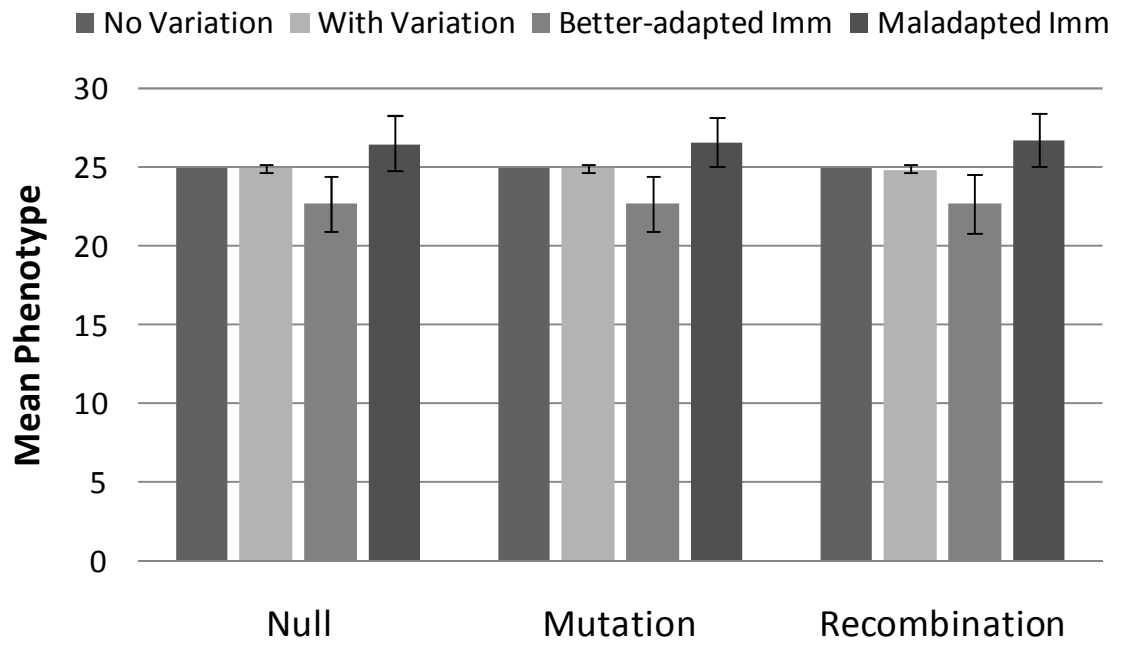 No Variation With Variation Better-adapted Imm Maladapted Imm
30
25
20
15
10
5
0
Mean Phenotype
Null Mutation Recombination